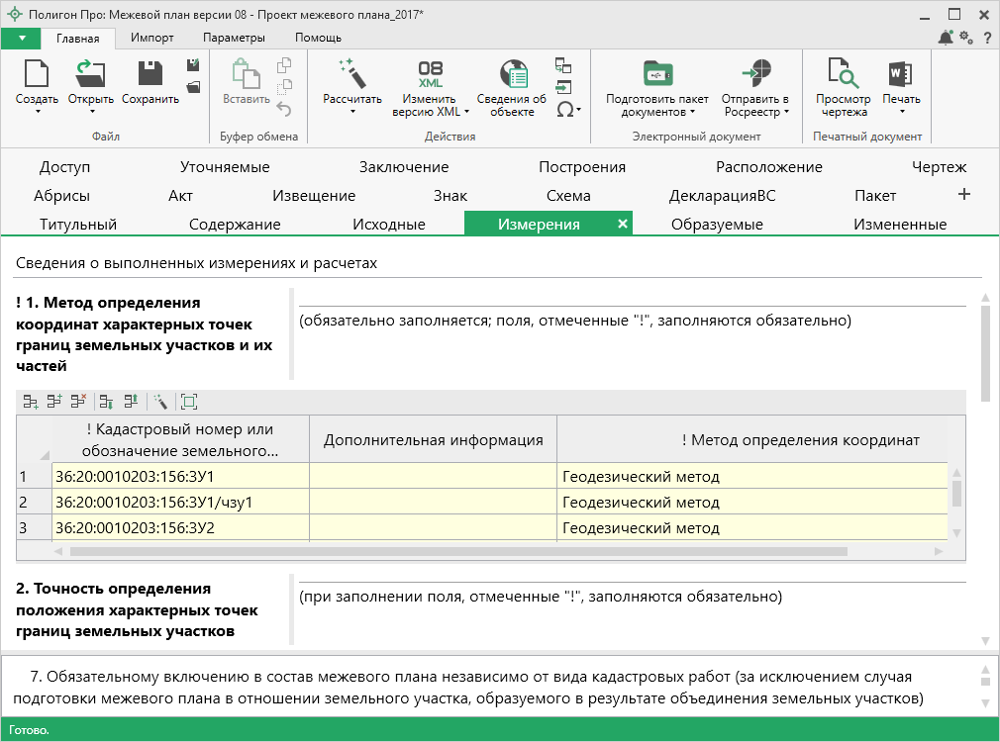 Полигон Про: Межевой план версии 08 - Проект межевого плана_2017*
Главная Импорт Параметры Помощь
?
08
XML
Создать Открыть Сохранить Вставить Рассчитать Изменить версию XML Сведения об объекте Подготовить пакет документов Отправить в Росреестр Просмотр чертежа Печать
Файл Буфер обмена Действия Электронный документ Печатный документ
Доступ Уточняемые Заключение Построения Расположение Чертеж
Абрисы Акт Извещение Знак Схема ДекларацияВС Пакет +
Титульный Содержание Исходные Измерения × Образуемые Измененные
Сведения о выполненных измерениях и расчетах
! 1. Метод определения
координат характерных точек
границ земельных участков и их
частей
(обязательно заполняется; поля, отмеченные "!", заполняются обязательно)
! Кадастровый номер или
обозначение земельного...
Дополнительная информация
! Метод определения координат
1 36:20:0010203:156:ЗУ1 Геодезический метод
2 36:20:0010203:156:ЗУ1/чзу1 Геодезический метод
3 36:20:0010203:156:ЗУ2 Геодезический метод
2. Точность определения
положения характерных точек
границ земельных участков
(при заполнении поля, отмеченные "!", заполняются обязательно)
7. Обязательному включению в состав межевого плана независимо от вида кадастровых работ (за исключением случая
подготовки межевого плана в отношении земельного участка, образуемого в результате объединения земельных участков)
Готово.